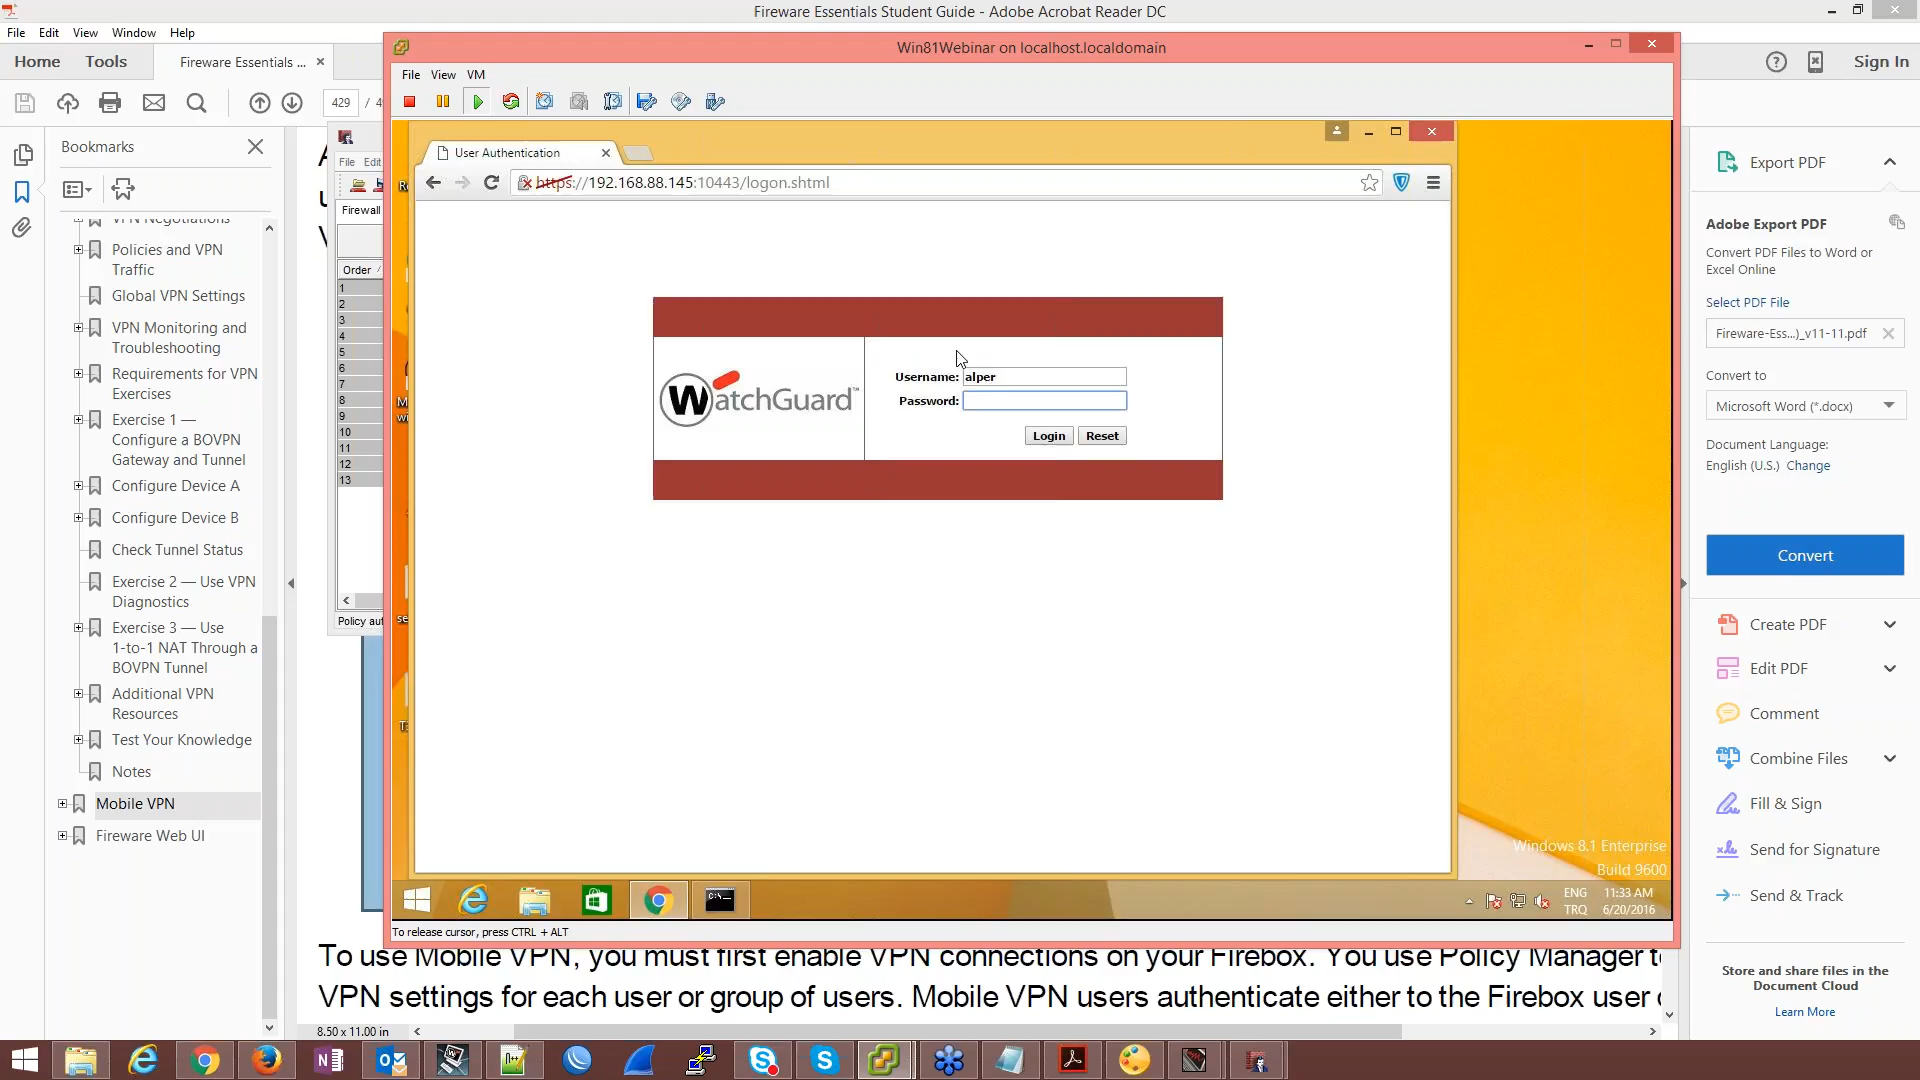 Fireware Essentials Student Guide - Adobe Acrobat Reader DC
File Edit View Window Help
Home Tools Fireware Essentials ... Sign In
429
Bookmarks
VPN Negotiations
Policies and VPN
Traffic
Global VPN Settings
VPN Monitoring and
Troubleshooting
Requirements for VPN
Exercises
Exercise 1 —
Configure a BOVPN
Gateway and Tunnel
Configure Device A
Configure Device B
Check Tunnel Status
Exercise 2 — Use VPN
Diagnostics
Exercise 3 — Use
1-to-1 NAT Through a
BOVPN Tunnel
Additional VPN
Resources
Test Your Knowledge
Notes
Mobile VPN
Fireware Web UI
File Edit
Firewall
Order
1
2
3
4
5
6
7
8
9
10
11
12
13
Win81Webinar on localhost.localdomain
File View VM
User Authentication
https://192.168.88.145:10443/logon.shtml
WatchGuard™
Username: alper
Password:
Login Reset
Windows 8.1 Enterprise
Build 9600
ENG 11:33 AM
TRQ 6/20/2016
To release cursor, press CTRL + ALT
To use Mobile VPN, you must first enable VPN connections on your Firebox. You use Policy Manager
VPN settings for each user or group of users. Mobile VPN users authenticate either to the Firebox user
8.50 x 11.00 in
Export PDF
Adobe Export PDF
Convert PDF Files to Word or
Excel Online
Select PDF File
Fireware-Ess...)_v11-11.pdf
Convert to
Microsoft Word (*.docx)
Document Language:
English (U.S.) Change
Convert
Create PDF
Edit PDF
Comment
Combine Files
Fill & Sign
Send for Signature
Send & Track
Store and share files in the
Document Cloud
Learn More